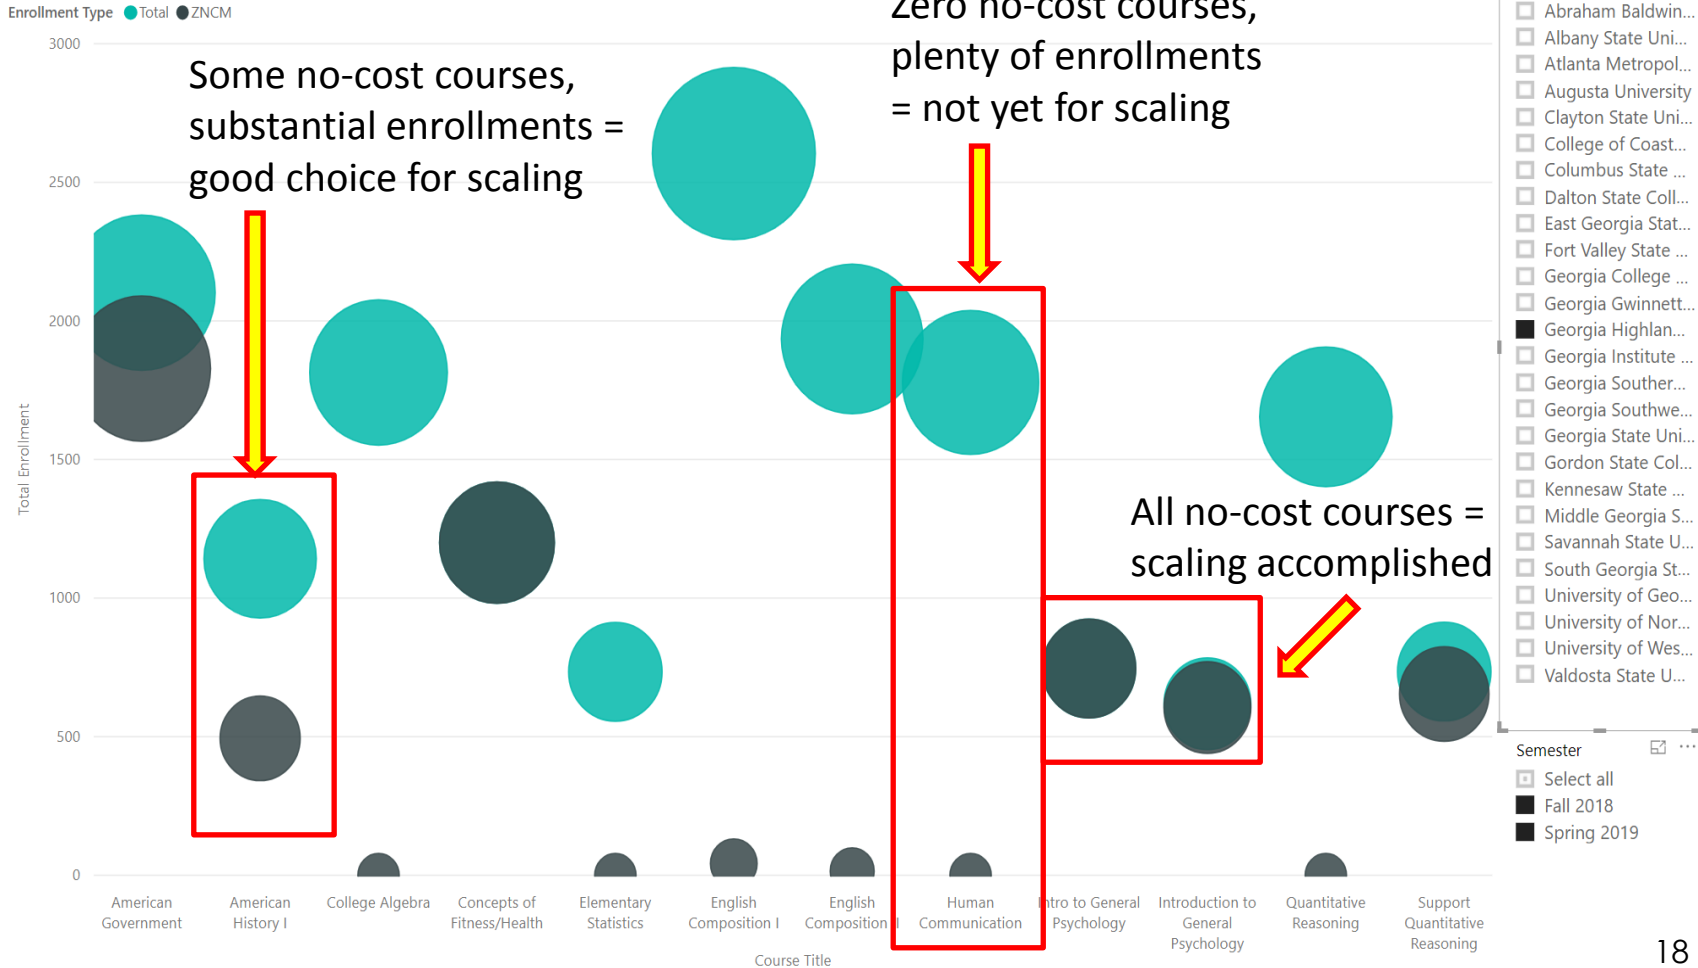 Enrollment Type Total ZNCM
Zero no-cost courses,
plenty of enrollments
= not yet for scaling
Some no-cost courses,
substantial enrollments =
good choice for scaling
All no-cost courses =
scaling accomplished
3000
2500
2000
1500
1000
500
0
Total Enrollment
American
Government
American
History I
College Algebra
Concepts of
Fitness/Health
Elementary
Statistics
English
Composition I
English
Composition
Human
Communication
Intro to General
Psychology
Introduction to
General
Psychology
Quantitative
Reasoning
Support
Quantitative
Reasoning
Course Title
Abraham Baldwin...
Albany State Uni...
Atlanta Metropol...
Augusta University
Clayton State Uni...
College of Coast...
Columbus State ...
Dalton State Coll...
East Georgia Stat...
Fort Valley State ...
Georgia College ...
Georgia Gwinnett...
Georgia Highlan...
Georgia Institute ...
Georgia Souther...
Georgia Southwe...
Georgia State Uni...
Gordon State Col...
Kennesaw State ...
Middle Georgia S...
Savannah State U...
South Georgia St...
University of Geo...
University of Nor...
University of Wes...
Valdosta State U...
Semester
Select all
Fall 2018
Spring 2019
18